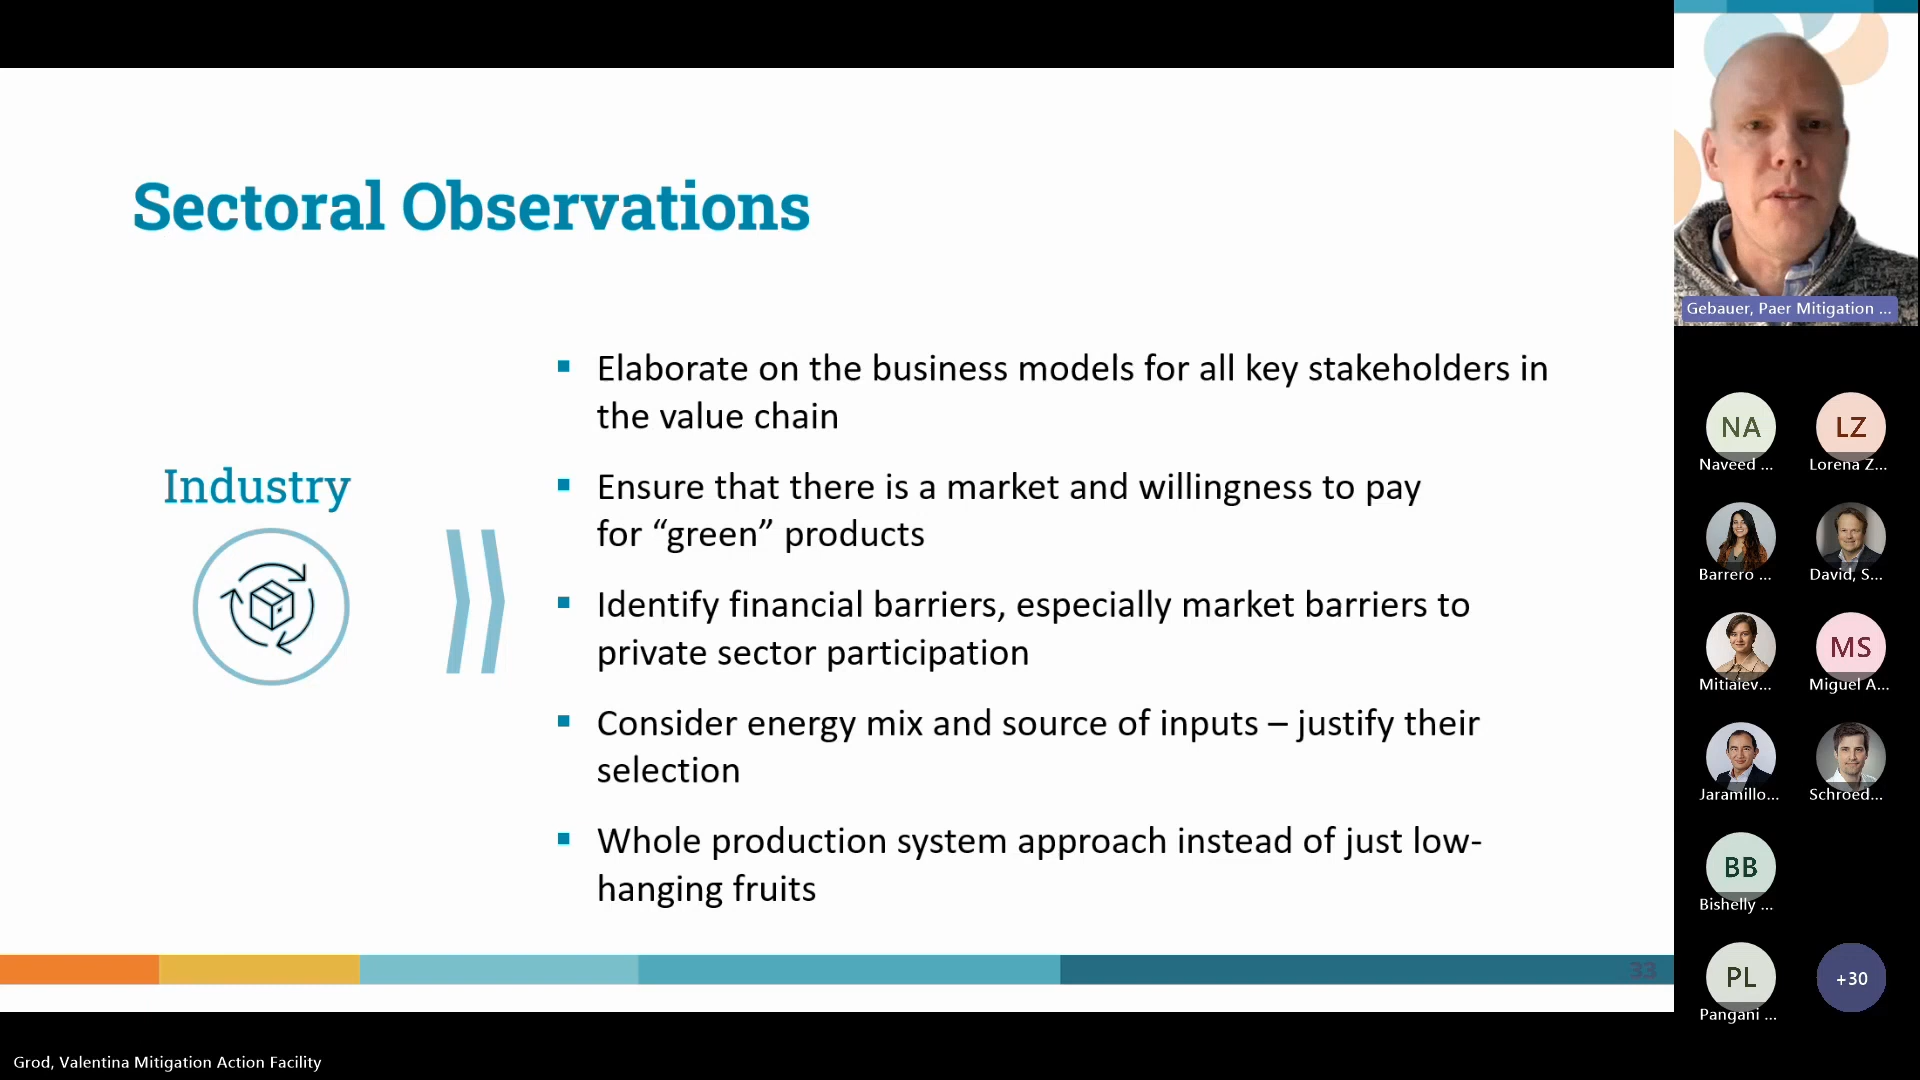 Sectoral Observations
Industry
▪ Elaborate on the business models for all key stakeholders in
the value chain
▪ Ensure that there is a market and willingness to pay
for “green” products
▪ Identify financial barriers, especially market barriers to
private sector participation
▪ Consider energy mix and source of inputs – justify their
selection
▪ Whole production system approach instead of just low-
hanging fruits
33
Gebauer, Paer Mitigation ...
NA
LZ
Naveed ...
Lorena Z...
Barrero ...
David, S...
MS
Mitiaiev...
Miguel A...
Jaramillo...
Schroed...
BB
Bishelly ...
PL
+30
Pangani ...
Grod, Valentina Mitigation Action Facility